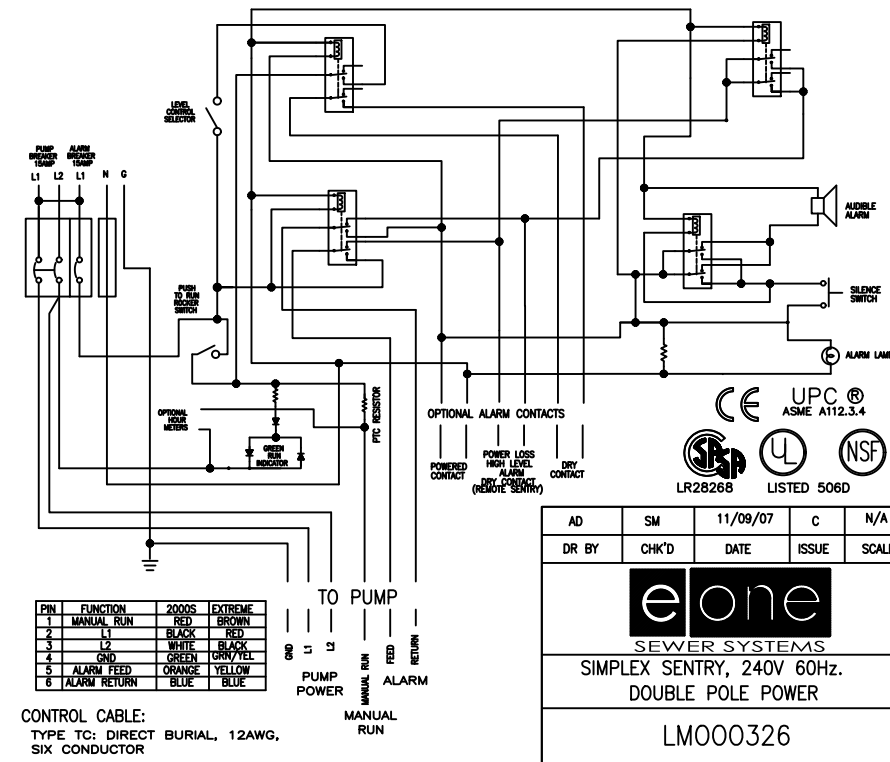 LEVEL
CONTROL
SELECTOR
PUMP
BREAKER
15AMP
ALARM
BREAKER
15AMP
L1 L2 L1 N G
AUDIBLE
ALARM
PUSH
TO RUN
ROCKER
SWITCH
SILENCE
SWITCH
ALARM LAM
OPTIONAL
HOUR
METERS
GREEN
RUN
INDICATOR
PTC RESISTOR
OPTIONAL ALARM CONTACTS
POWERED
CONTACT
POWER LOSS
HIGH LEVEL
ALARM
DRY CONTACT
(REMOTE SENTRY)
DRY
CONTACT
CE
UPC ®
ASME A112.3.4
SA
SA
LR28268
UL
LISTED 506D
NSF
AD SM 11/09/07 C N/A
DR BY CHK'D DATE ISSUE SCAL
eone
SEWER SYSTEMS
SIMPLEX SENTRY, 240V 60Hz.
DOUBLE POLE POWER
LM000326
TO PUMP
GND
L1
L2
MANUAL RUN
FEED
RETURN
PUMP
POWER
MANUAL
RUN
ALARM
PIN FUNCTION 2000S EXTREME
1 MANUAL RUN RED BROWN
2 L1 BLACK RED
3 L2 WHITE BLACK
4 GND GREEN GRN/YEL
5 ALARM FEED ORANGE YELLOW
6 ALARM RETURN BLUE BLUE
CONTROL CABLE:
TYPE TC: DIRECT BURIAL, 12AWG,
SIX CONDUCTOR